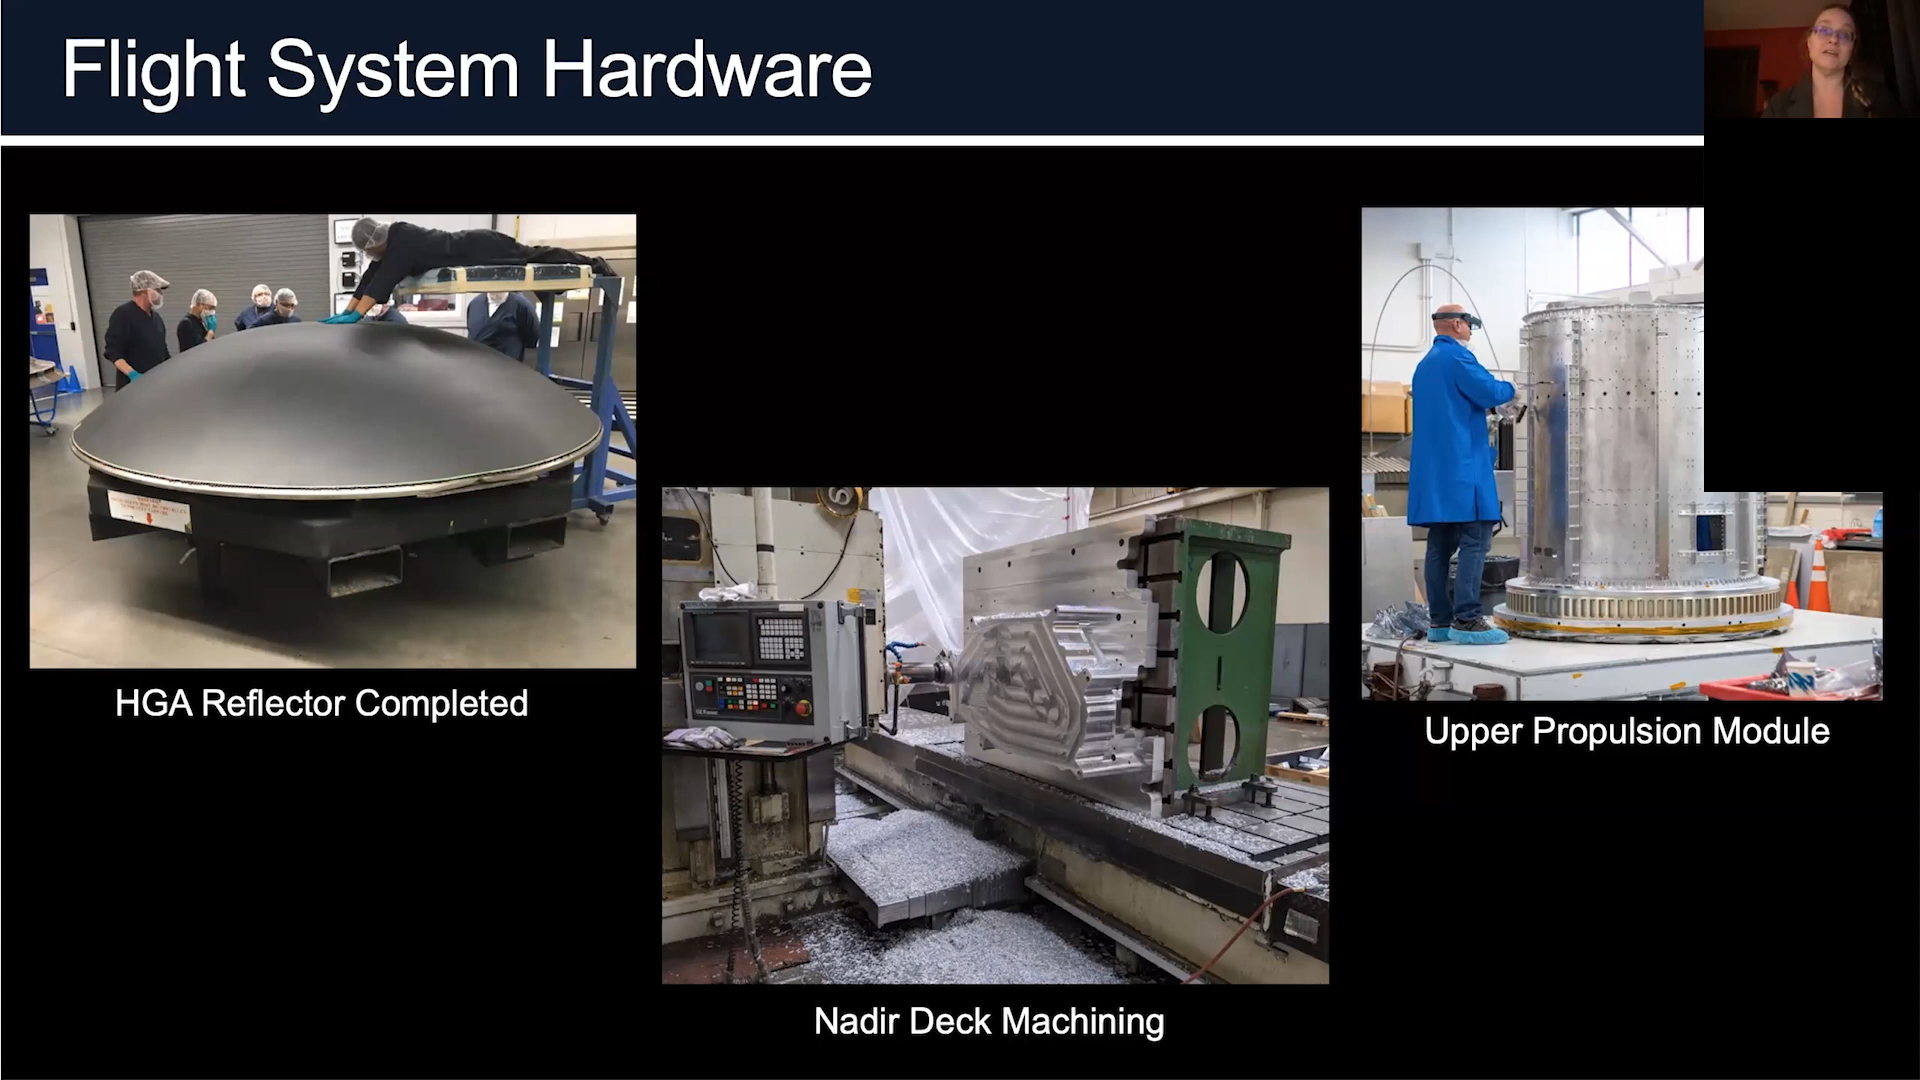 Flight System Hardware
HGA Reflector Completed
Nadir Deck Machining
Upper Propulsion Module